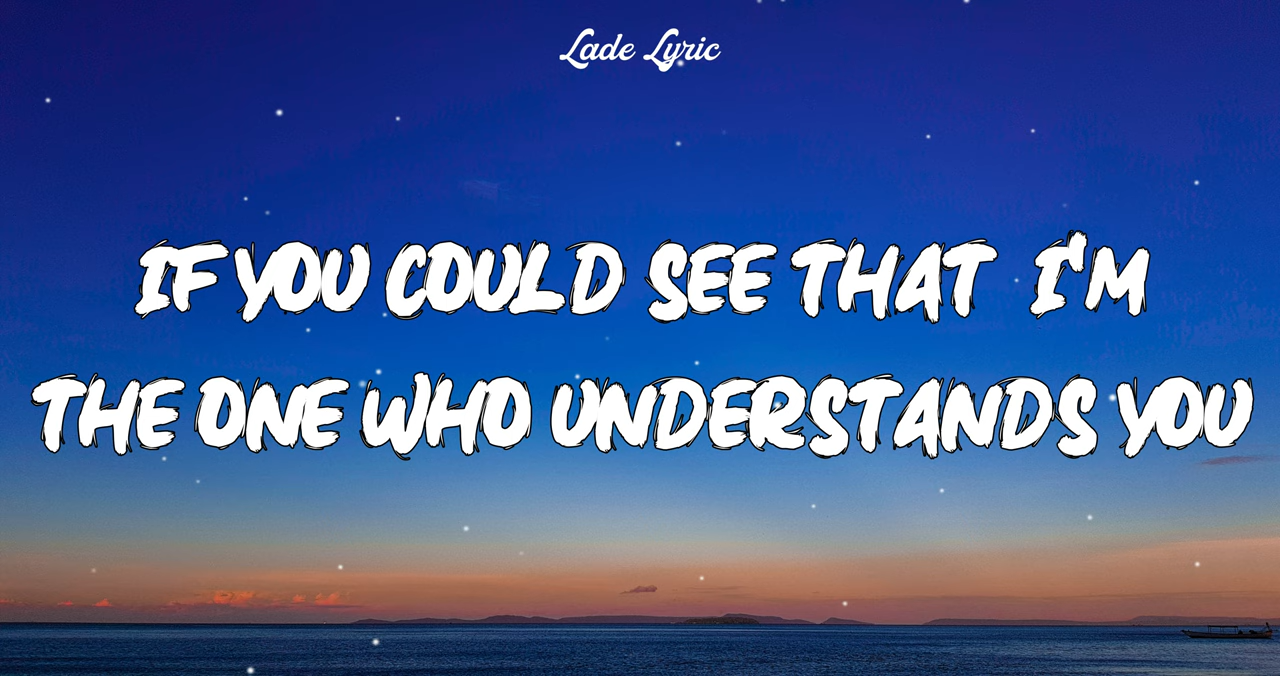 Lade Lyric
IF YOU COULD SEE THAT I'M
THE ONE WHO UNDERSTANDS YOU